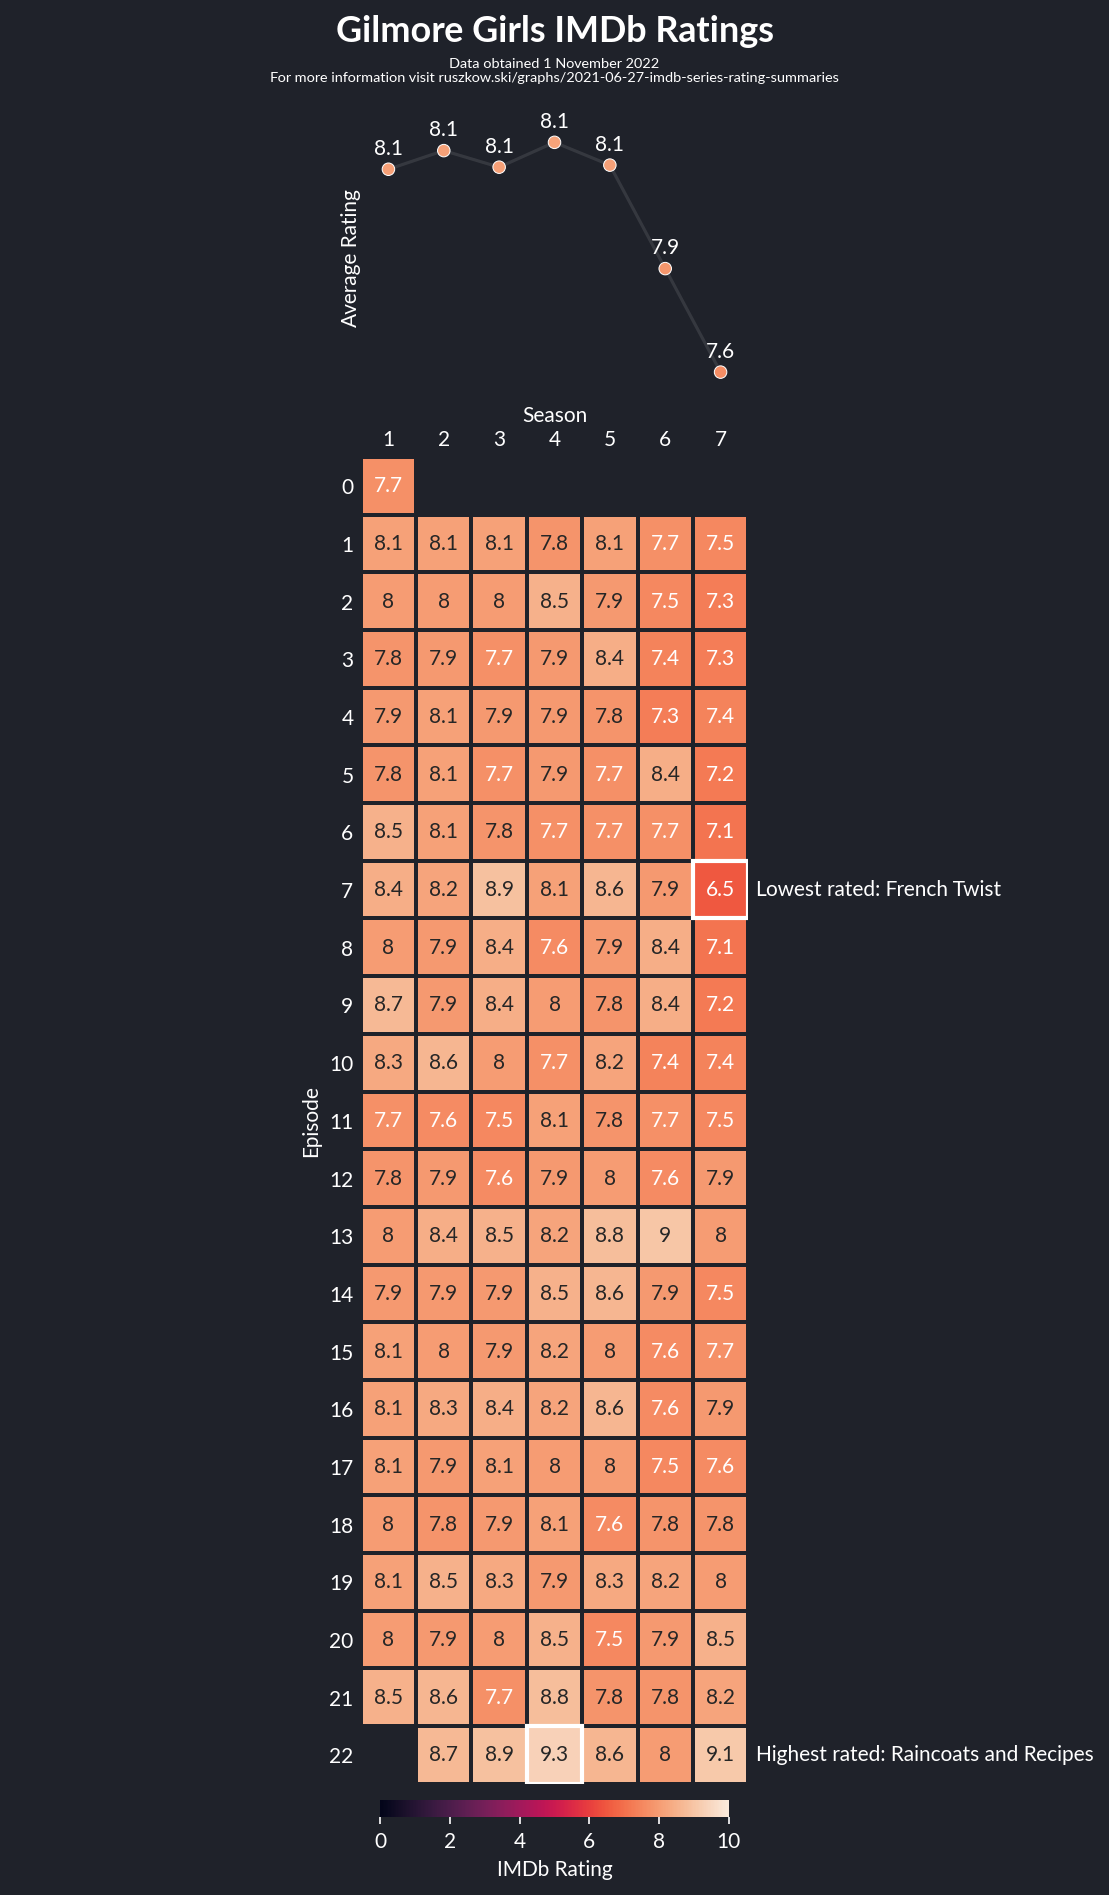 Gilmore Girls IMDb Ratings
Data obtained 1 November 2022
For more information visit ruszkow.ski/graphs/2021-06-27-imdb-series-rating-summaries
8.1 8.1 8.1 8.1 8.1 7.9 7.6
Average Rating
Season
1 2 3 4 5 6 7
0 7.7
1 8.1 8.1 8.1 7.8 8.1 7.7 7.5
2 8 8 8 8.5 7.9 7.5 7.3
3 7.8 7.9 7.7 7.9 8.4 7.4 7.3
4 7.9 8.1 7.9 7.9 7.8 7.3 7.4
5 7.8 8.1 7.7 7.9 7.7 8.4 7.2
6 8.5 8.1 7.8 7.7 7.7 7.7 7.1
7 8.4 8.2 8.9 8.1 8.6 7.9 6.5 Lowest rated: French Twist
8 8 7.9 8.4 7.6 7.9 8.4 7.1
9 8.7 7.9 8.4 8 7.8 8.4 7.2
10 8.3 8.6 8 7.7 8.2 7.4 7.4
Episode
11 7.7 7.6 7.5 8.1 7.8 7.7 7.5
12 7.8 7.9 7.6 7.9 8 7.6 7.9
13 8 8.4 8.5 8.2 8.8 9 8
14 7.9 7.9 7.9 8.5 8.6 7.9 7.5
15 8.1 8 7.9 8.2 8 7.6 7.7
16 8.1 8.3 8.4 8.2 8.6 7.6 7.9
17 8.1 7.9 8.1 8 8 7.5 7.6
18 8 7.8 7.9 8.1 7.6 7.8 7.8
19 8.1 8.5 8.3 7.9 8.3 8.2 8
20 8 7.9 8 8.5 7.5 7.9 8.5
21 8.5 8.6 7.7 8.8 7.8 7.8 8.2
22 8.7 8.9 9.3 8.6 8 9.1 Highest rated: Raincoats and Recipes
0 2 4 6 8 10
IMDb Rating